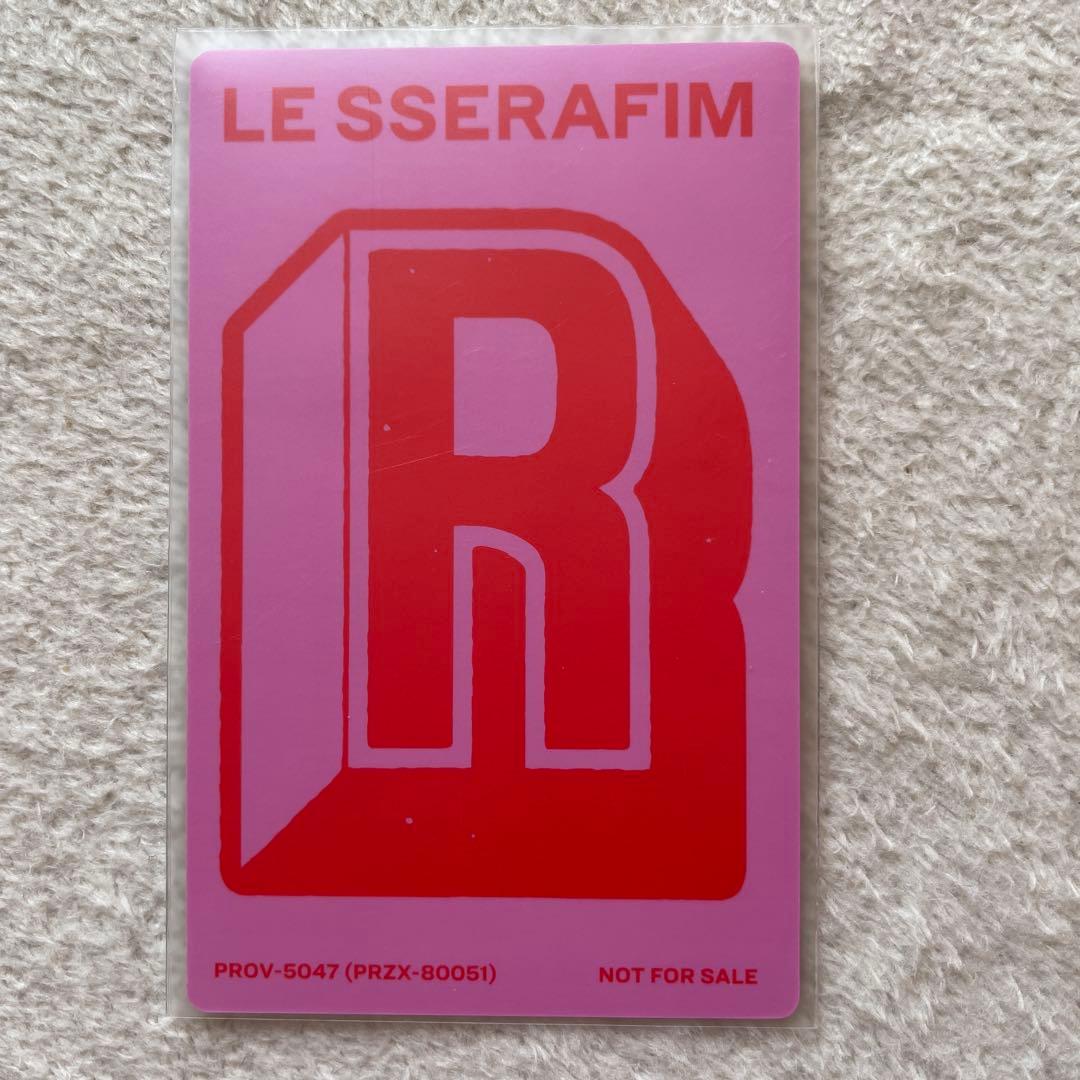 LE SSERAFIM
R
PROV-5047 (PRZX-80051) NOT FOR SALE